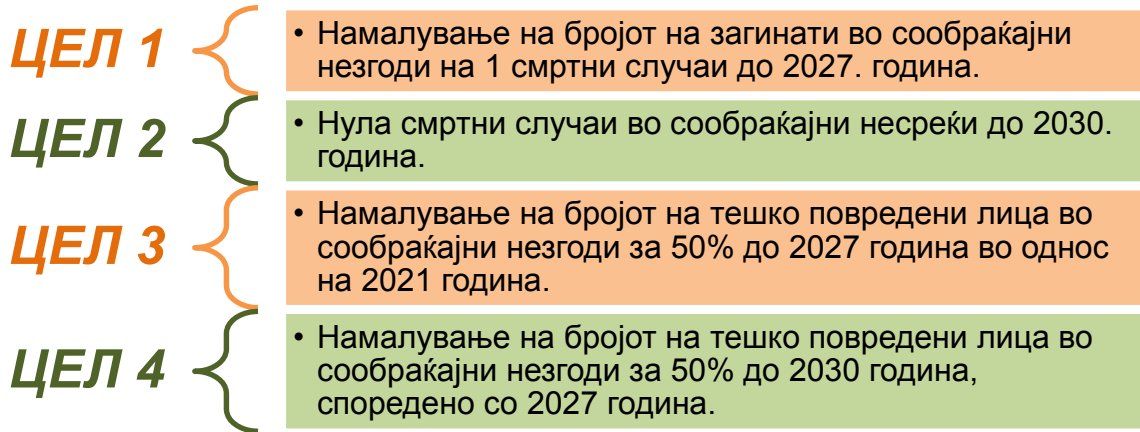 ЦЕЛ 1
• Намалување на бројот на загинати во сообраќајни
незгоди на 1 смртни случаи до 2027. година.
ЦЕЛ 2
• Нула смртни случаи во сообраќајни несреќи до 2030.
година.
ЦЕЛ 3
• Намалување на бројот на тешко повредени лица во
сообраќајни незгоди за 50% до 2027 година во однос
на 2021 година.
ЦЕЛ 4
• Намалување на бројот на тешко повредени лица во
сообраќајни незгоди за 50% до 2030 година,
споредено со 2027 година.